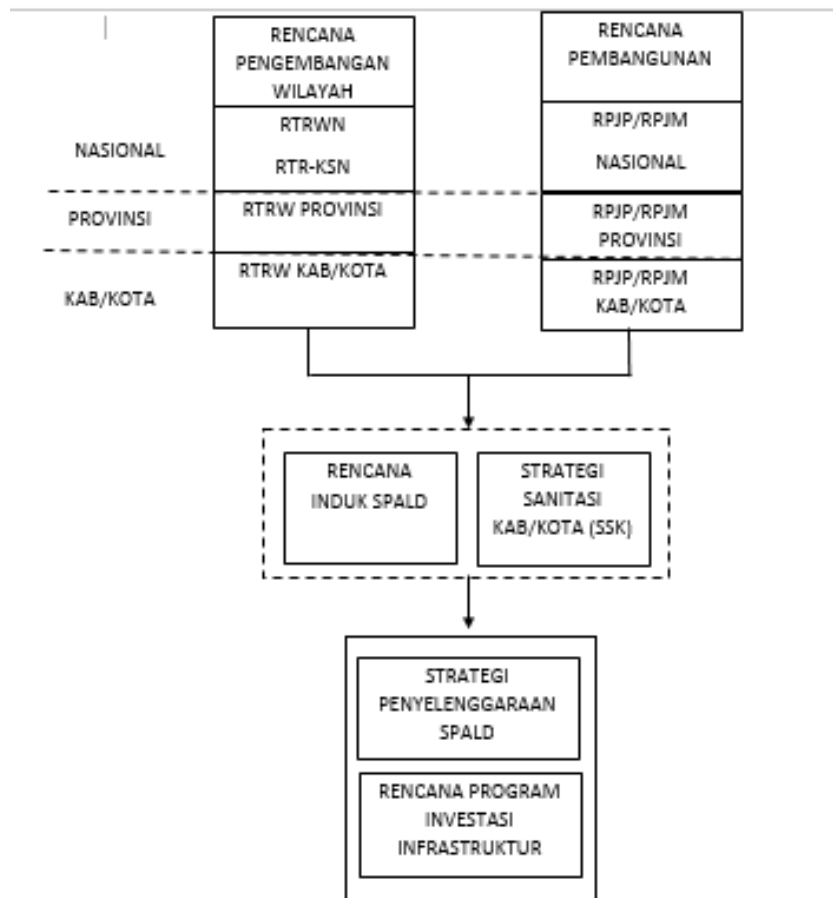 RENCANA
PENGEMBANGAN
WILAYAH
RENCANA
PEMBANGUNAN
NASIONAL
RTRWN
RTR-KSN
RPJP/RPJM
NASIONAL
PROVINSI
RTRW PROVINSI
RPJP/RPJM
PROVINSI
KAB/KOTA
RTRW KAB/KOTA
RPJP/RPJM
KAB/KOTA
RENCANA
INDUK SPALD
STRATEGI
SANITASI
KAB/KOTA (SSK)
STRATEGI
PENYELENGGARAAN
SPALD
RENCANA PROGRAM
INVESTASI
INFRASTRUKTUR